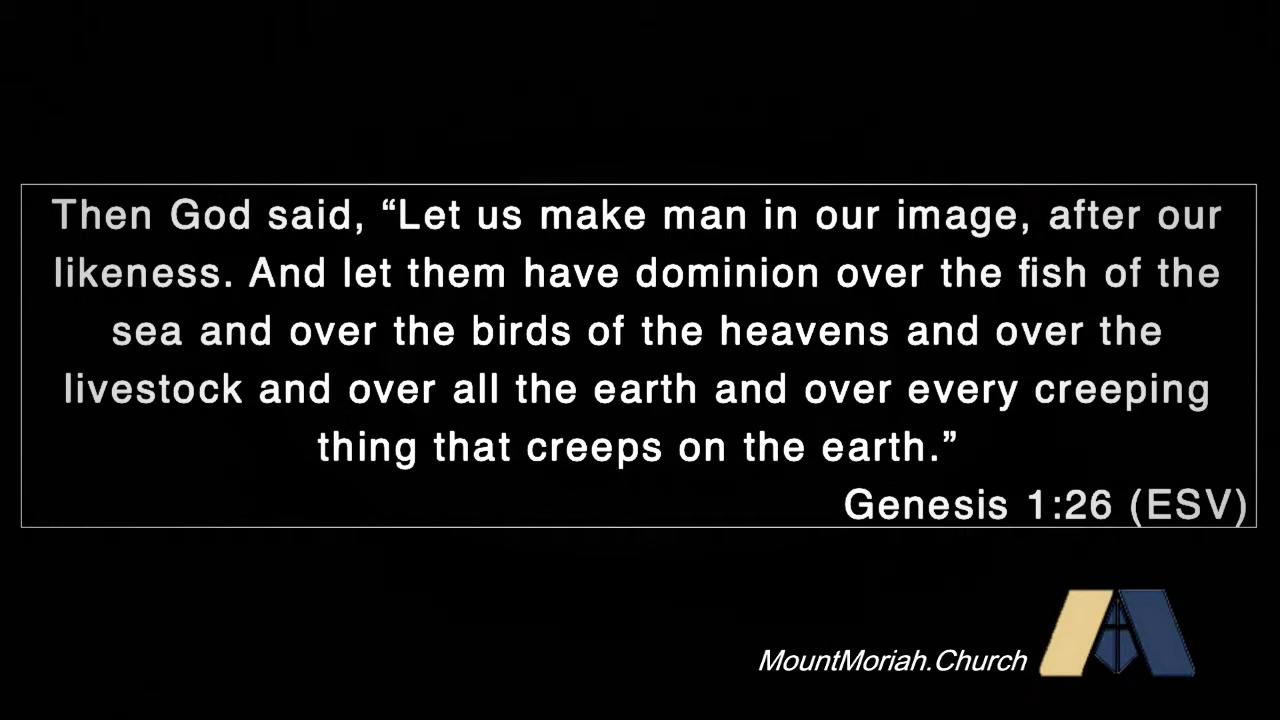 Then God said, “Let us make man in our image, after our
likeness. And let them have dominion over the fish of the
sea and over the birds of the heavens and over the
livestock and over all the earth and over every creeping
thing that creeps on the earth.”
Genesis 1:26 (ESV)
MountMoriah.Church